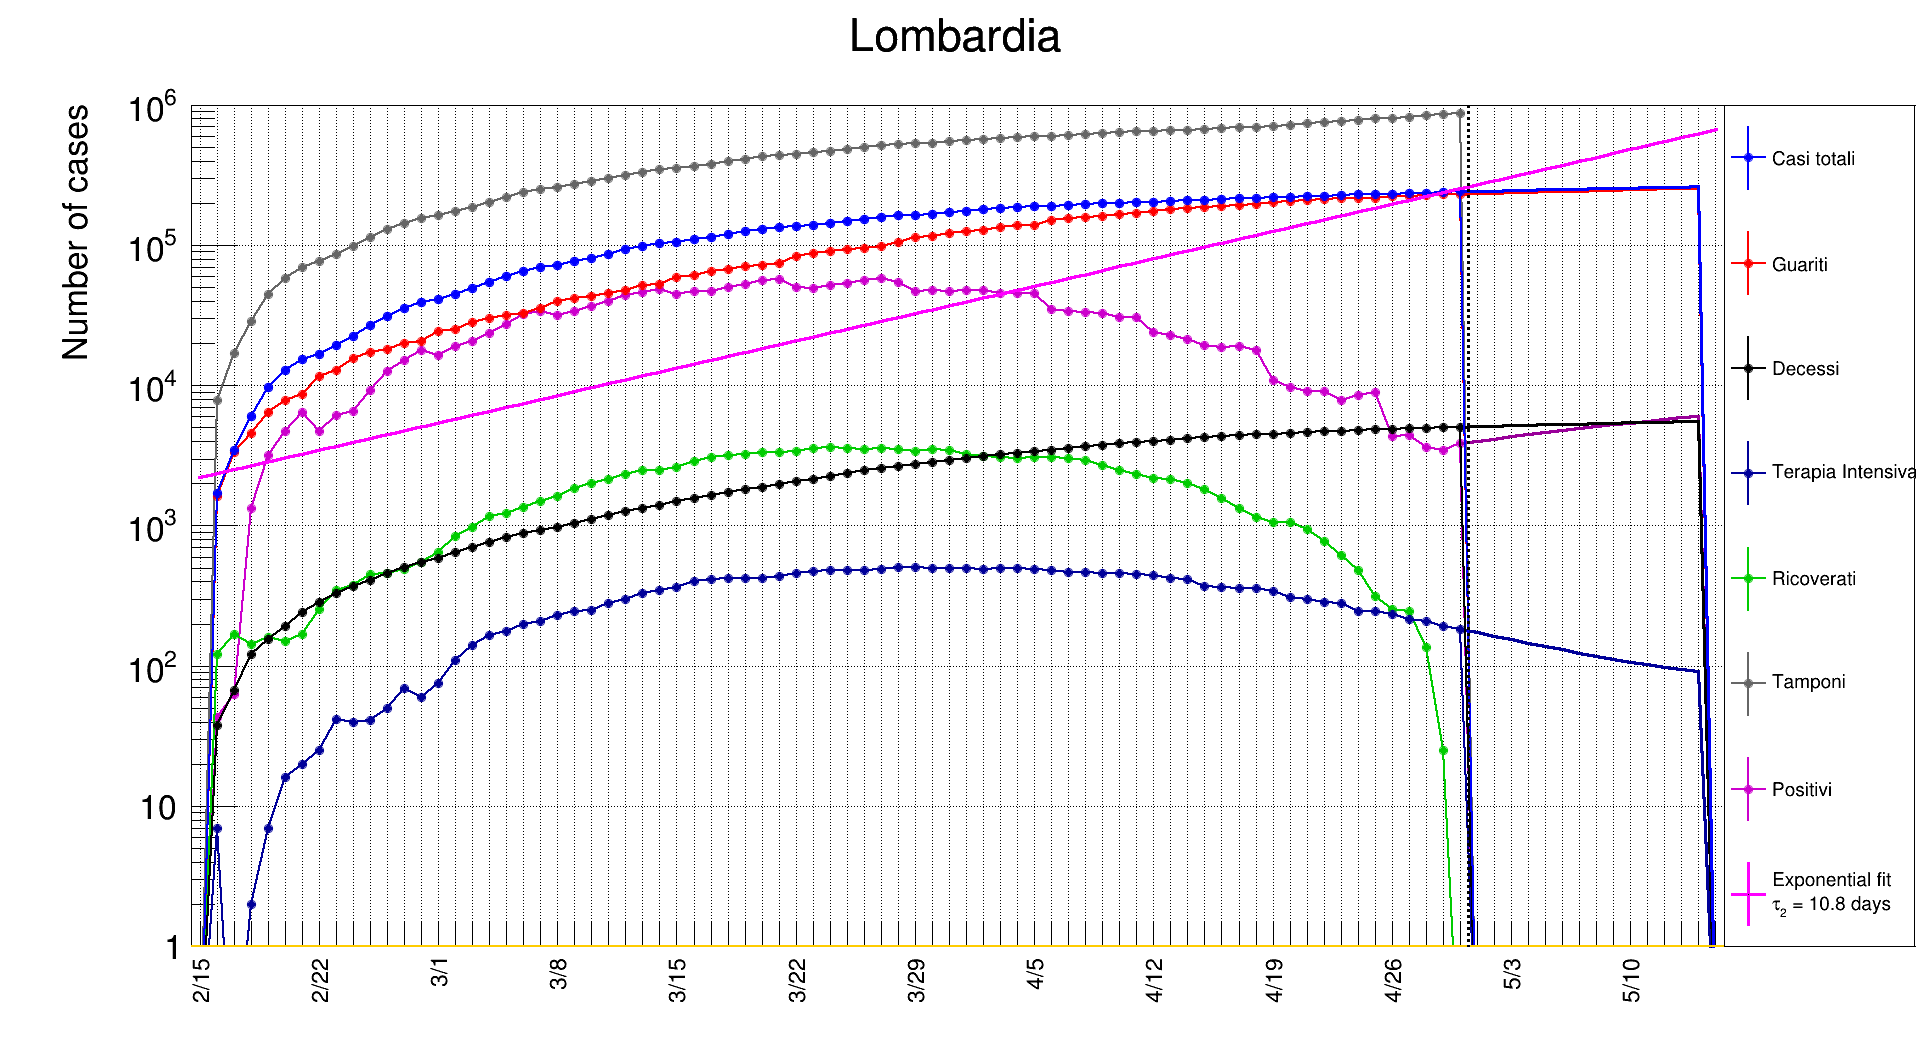 Lombardia
Number of cases
10^6
10^5
10^4
10^3
10^2
10
1
2/15
2/22
3/1
3/8
3/15
3/22
3/29
4/5
4/12
4/19
4/26
5/3
5/10
Casi totali
Guariti
Decessi
Terapia Intensiva
Ricoverati
Tamponi
Positivi
Exponential fit
τ₂ = 10.8 days